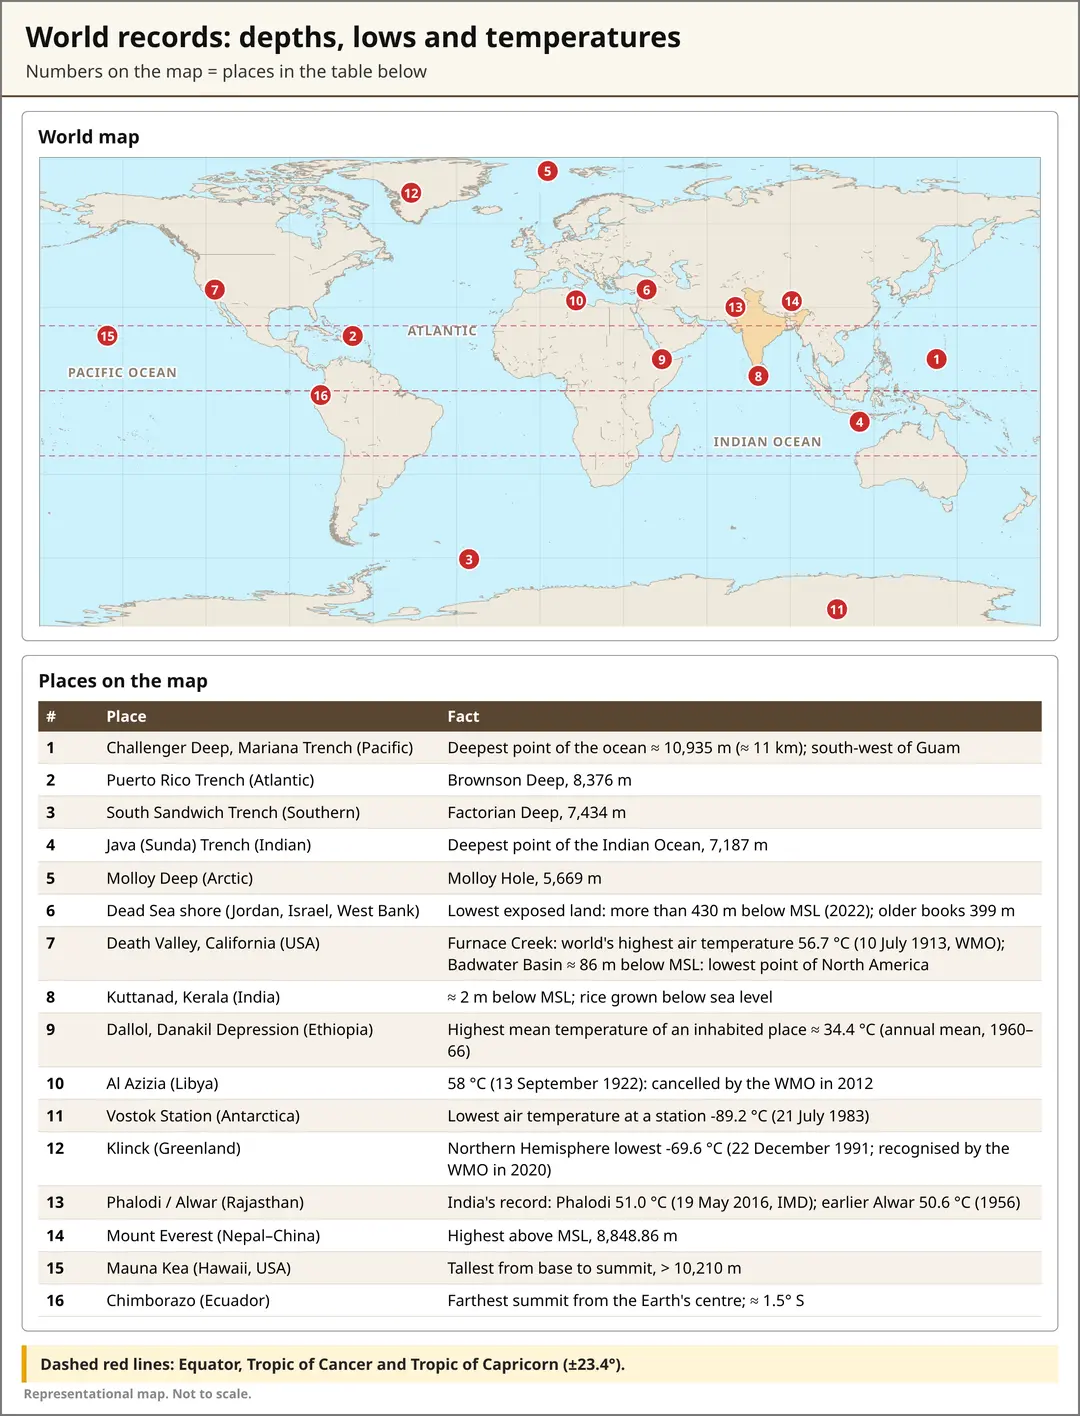 World records: depths, lows and temperatures
Numbers on the map = places in the table below
World map
5
12
7
6
10
13
14
15
2
ATLANTIC
9
1
PACIFIC OCEAN
8
16
4
INDIAN OCEAN
3
11
Places on the map
# Place Fact
1 Challenger Deep, Mariana Trench (Pacific) Deepest point of the ocean ≈ 10,935 m (≈ 11 km); south-west of Guam
2 Puerto Rico Trench (Atlantic) Brownson Deep, 8,376 m
3 South Sandwich Trench (Southern) Factorian Deep, 7,434 m
4 Java (Sunda) Trench (Indian) Deepest point of the Indian Ocean, 7,187 m
5 Molloy Deep (Arctic) Molloy Hole, 5,669 m
6 Dead Sea shore (Jordan, Israel, West Bank) Lowest exposed land: more than 430 m below MSL (2022); older books 399 m
7 Death Valley, California (USA) Furnace Creek: world's highest air temperature 56.7 °C (10 July 1913, WMO);
Badwater Basin ≈ 86 m below MSL: lowest point of North America
8 Kuttanad, Kerala (India) ≈ 2 m below MSL; rice grown below sea level
9 Dallol, Danakil Depression (Ethiopia) Highest mean temperature of an inhabited place ≈ 34.4 °C (annual mean, 1960–
66)
10 Al Azizia (Libya) 58 °C (13 September 1922): cancelled by the WMO in 2012
11 Vostok Station (Antarctica) Lowest air temperature at a station -89.2 °C (21 July 1983)
12 Klinck (Greenland) Northern Hemisphere lowest -69.6 °C (22 December 1991; recognised by the
WMO in 2020)
13 Phalodi / Alwar (Rajasthan) India's record: Phalodi 51.0 °C (19 May 2016, IMD); earlier Alwar 50.6 °C (1956)
14 Mount Everest (Nepal–China) Highest above MSL, 8,848.86 m
15 Mauna Kea (Hawaii, USA) Tallest from base to summit, > 10,210 m
16 Chimborazo (Ecuador) Farthest summit from the Earth's centre; ≈ 1.5° S
Dashed red lines: Equator, Tropic of Cancer and Tropic of Capricorn (±23.4°).
Representational map. Not to scale.